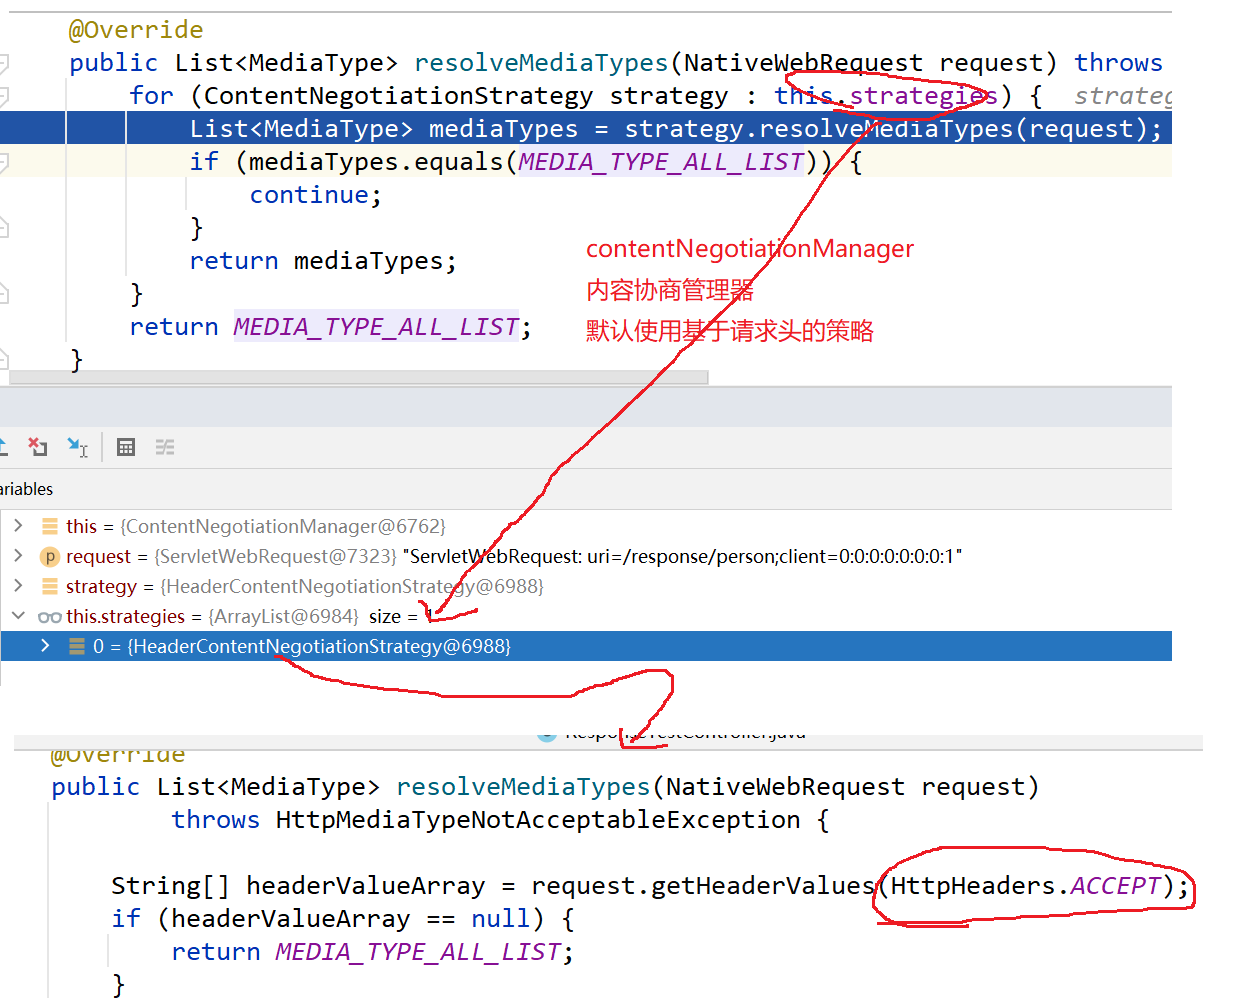 @Override
public List<MediaType> resolveMediaTypes(NativeWebRequest request) throws
for (ContentNegotiationStrategy strategy : this.strategies) { strateg
List<MediaType> mediaTypes = strategy.resolveMediaTypes(request);
if (mediaTypes.equals(MEDIA_TYPE_ALL_LIST)) {
continue;
}
return mediaTypes;
}
return MEDIA_TYPE_ALL_LIST;
}
contentNegotiationManager
内容协商管理器
默认使用基于请求头的策略
ariables
this = {ContentNegotiationManager@6762}
request = {ServletWebRequest@7323} "ServletWebRequest: uri=/response/person;client=0:0:0:0:0:0:0:1"
strategy = {HeaderContentNegotiationStrategy@6988}
this.strategies = {ArrayList@6984} size = 1
0 = {HeaderContentNegotiationStrategy@6988}
ResponseTestController.java
@Override
public List<MediaType> resolveMediaTypes(NativeWebRequest request)
throws HttpMediaTypeNotAcceptableException {
String[] headerValueArray = request.getHeaderValues(HttpHeaders.ACCEPT);
if (headerValueArray == null) {
return MEDIA_TYPE_ALL_LIST;
}